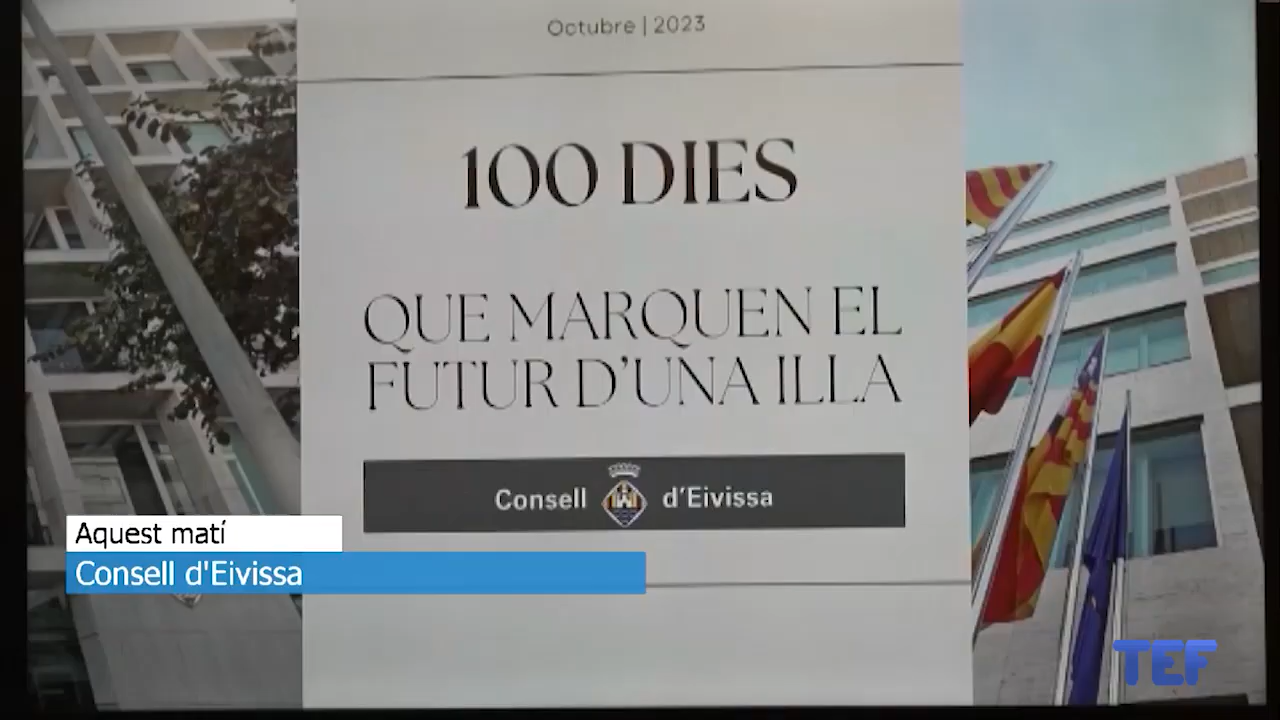 Octubre | 2023
100 DIES
QUE MARQUEN EL
FUTUR D'UNA ILLA
Consell d'Eivissa
Aquest matí
Consell d'Eivissa
TEF